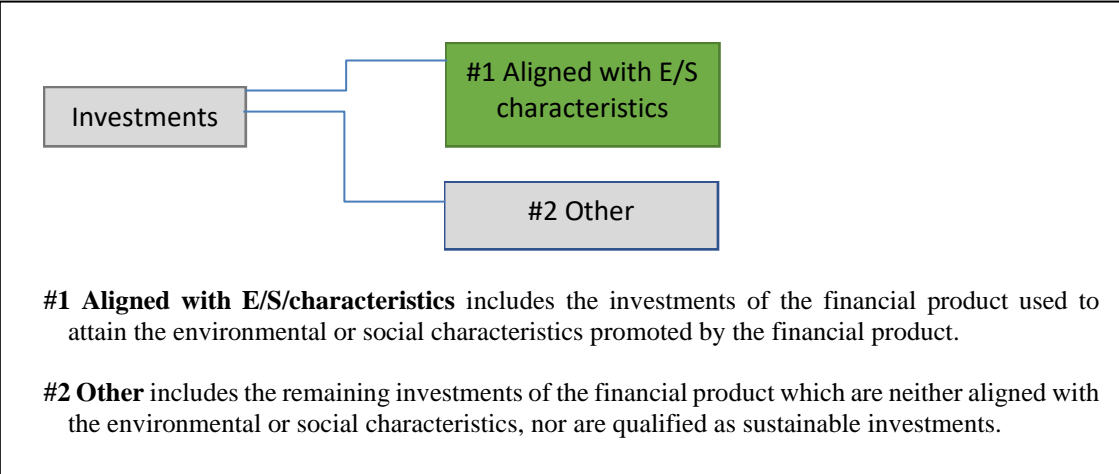 #1 Aligned with E/S
characteristics
Investments
#2 Other
#1 Aligned with E/S/characteristics includes the investments of the financial product used to
attain the environmental or social characteristics promoted by the financial product.
#2 Other includes the remaining investments of the financial product which are neither aligned with
the environmental or social characteristics, nor are qualified as sustainable investments.